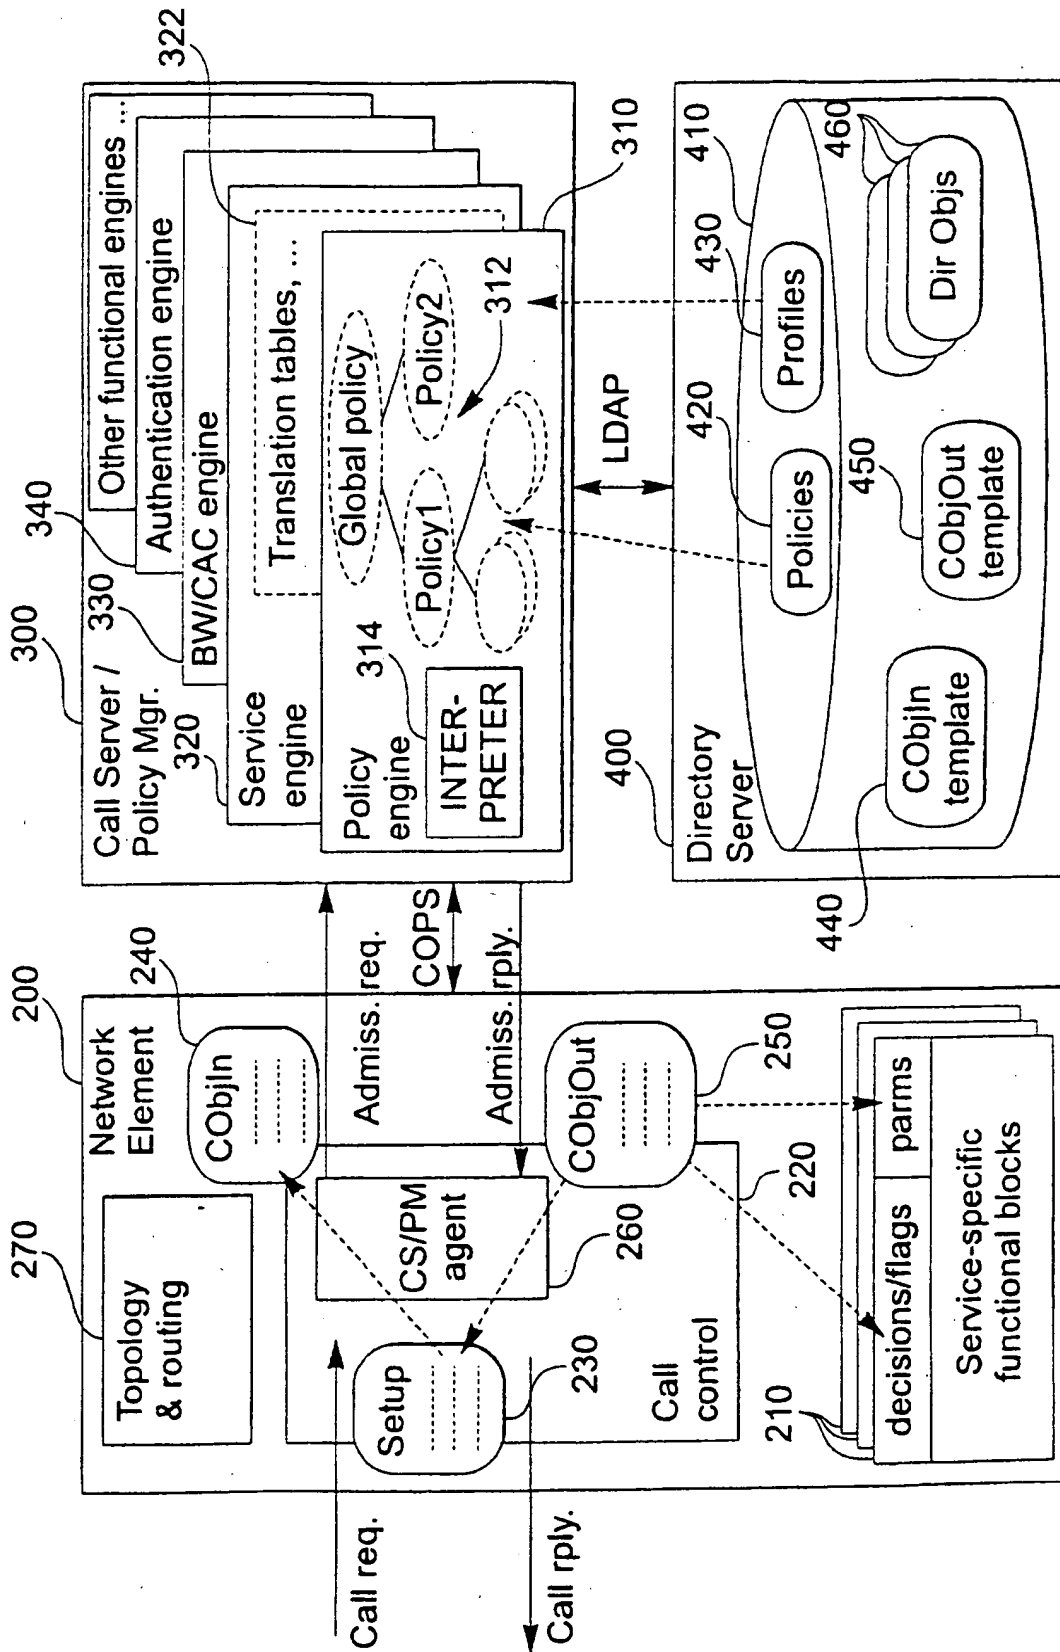 270
200
240
Network
Element
Topology
& routing
CObjIn
Call req.
Setup
CS/PM
agent
Admiss. req.
COPS
Admiss. rply.
230
260
CObjOut
250
Call rply.
Call
control
220
210
decisions/flags
parms
Service-specific
functional blocks
300
Call Server /
Policy Mgr.
320
330
340
322
Other functional engines ...
Authentication engine
BW/CAC engine
Service
engine
Translation tables, ...
Policy
engine
314
INTER-
PRETER
Global policy
Policy1
Policy2
312
310
LDAP
400
Directory
Server
420
430
410
Policies
Profiles
440
CObjIn
template
450
CObjOut
template
460
Dir Objs